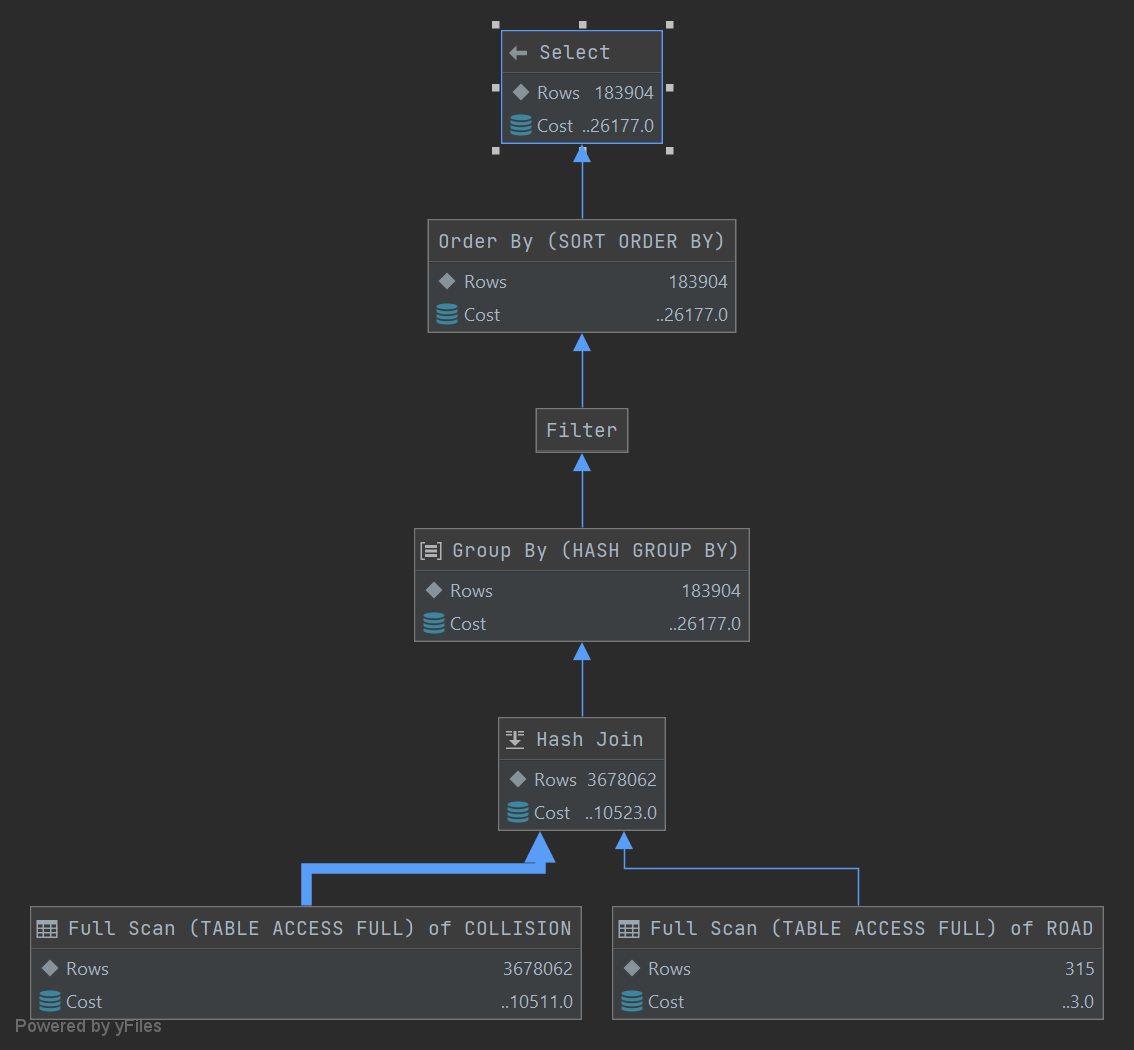 Select
Rows 183904
Cost ..26177.0
Order By (SORT ORDER BY)
Rows 183904
Cost ..26177.0
Filter
Group By (HASH GROUP BY)
Rows 183904
Cost ..26177.0
Hash Join
Rows 3678062
Cost ..10523.0
Full Scan (TABLE ACCESS FULL) of COLLISION
Rows 3678062
Cost ..10511.0
Full Scan (TABLE ACCESS FULL) of ROAD
Rows 315
Cost ..3.0
Powered by yFiles